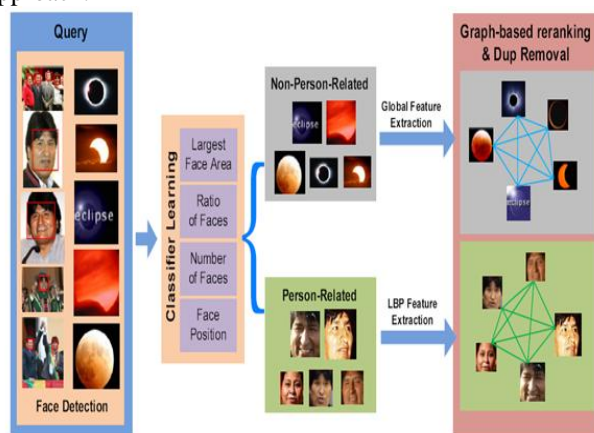 Query
Face Detection
eclipse
Classifier Learning
Largest
Face Area
Ratio
of Faces
Number
of Faces
Face
Position
Non-Person-Related
eclipse
Person-Related
Global Feature
Extraction
LBP Feature
Extraction
Graph-based reranking
& Dup Removal
eclipse